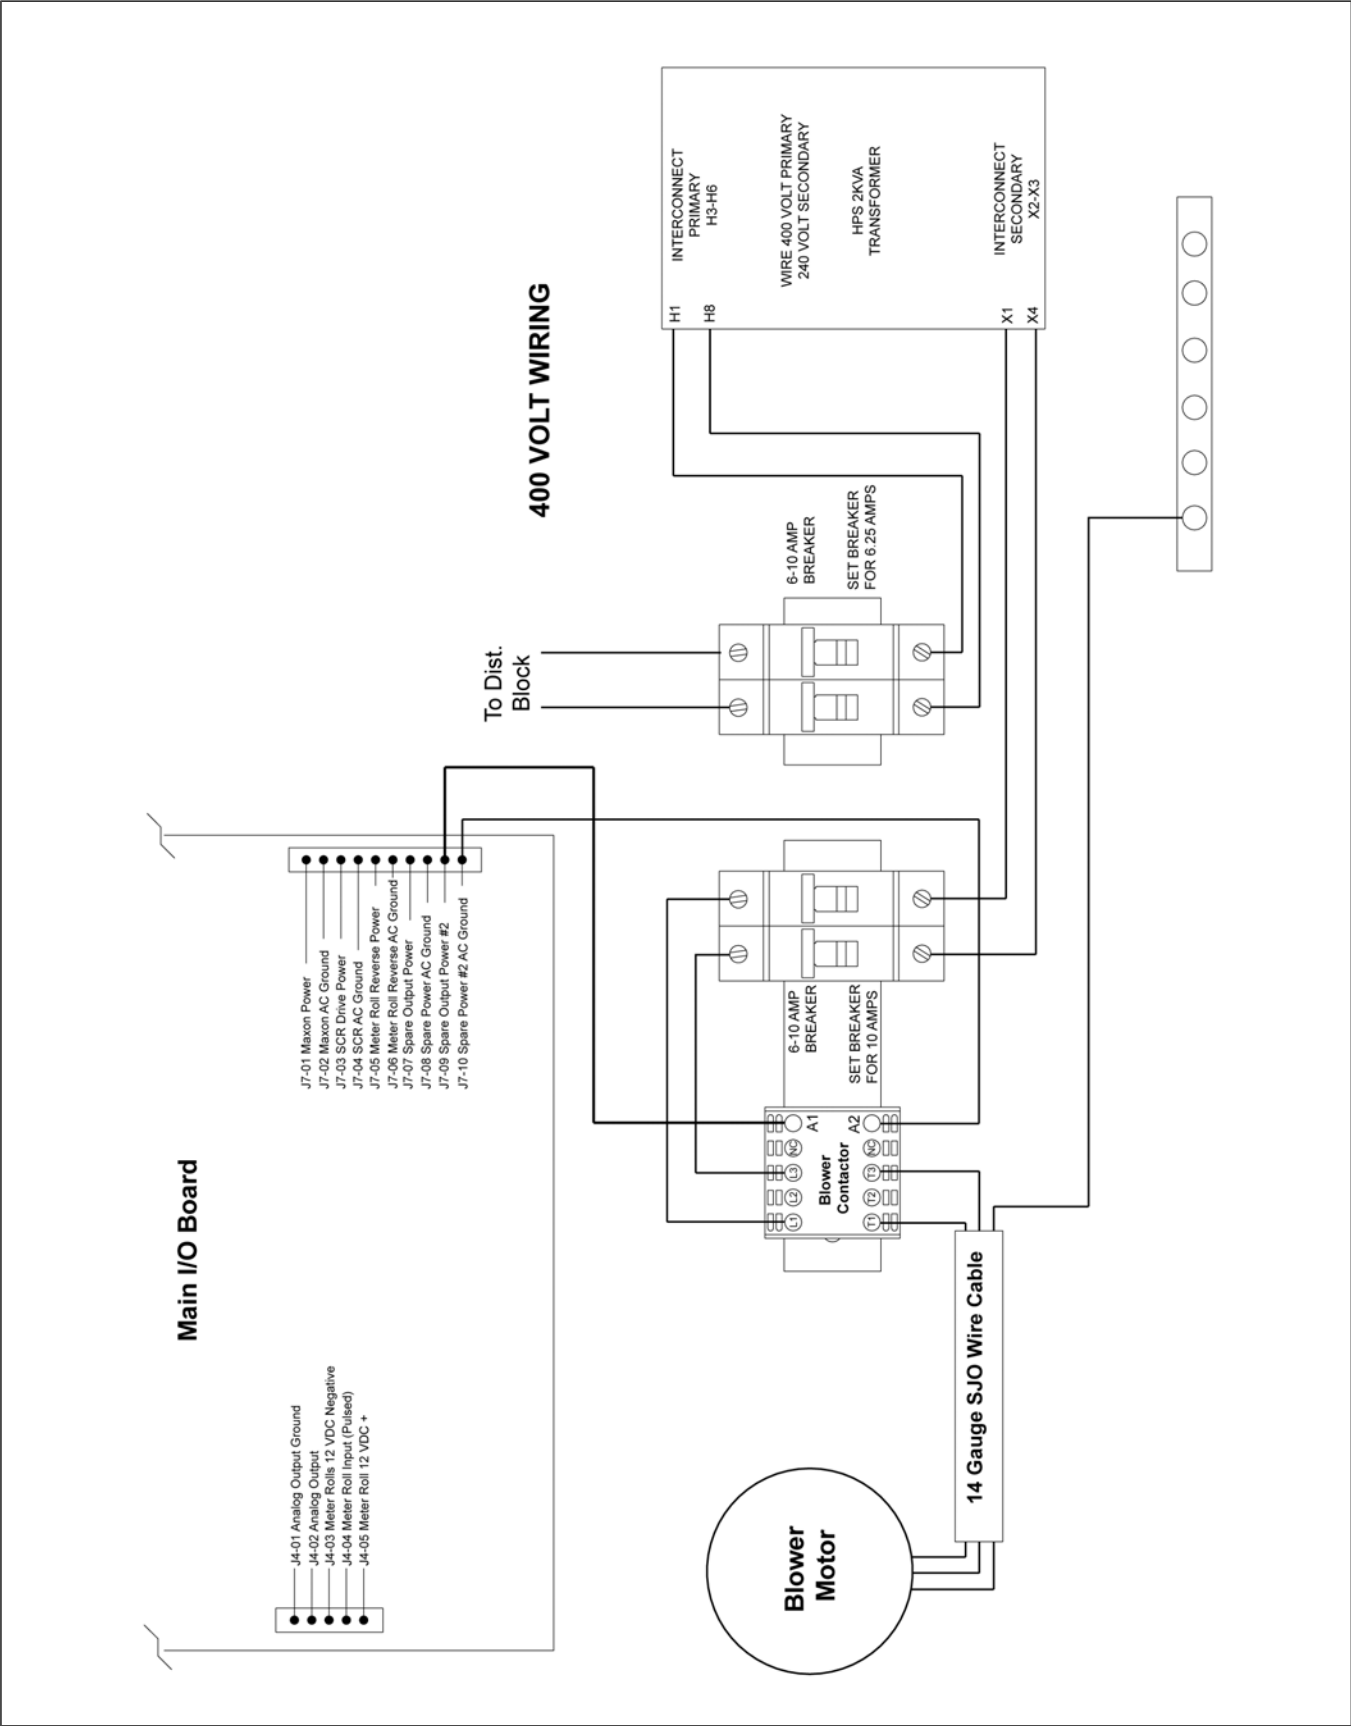 400 VOLT WIRING
Main I/O Board
J4-01 Analog Output Ground
J4-02 Analog Output
J4-03 Meter Rolls 12 VDC Negative
J4-04 Meter Roll Input (Pulsed)
J4-05 Meter Roll 12 VDC +
J7-01 Maxon Power
J7-02 Maxon AC Ground
J7-03 SCR Drive Power
J7-04 SCR AC Ground
J7-05 Meter Roll Reverse Power
J7-06 Meter Roll Reverse AC Ground
J7-07 Spare Output Power
J7-08 Spare Power AC Ground
J7-09 Spare Output Power #2
J7-10 Spare Power #2 AC Ground
To Dist.
Block
INTERCONNECT
PRIMARY
H3-H6
WIRE 400 VOLT PRIMARY
240 VOLT SECONDARY
HPS 2KVA
TRANSFORMER
INTERCONNECT
SECONDARY
X2-X3
H1
H8
X1
X4
6-10 AMP
BREAKER
SET BREAKER
FOR 6.25 AMPS
6-10 AMP
BREAKER
SET BREAKER
FOR 10 AMPS
L1
L2
L3
NC
A1
Blower
Contactor
T1
T2
T3
NC
A2
Blower
Motor
14 Gauge SJO Wire Cable